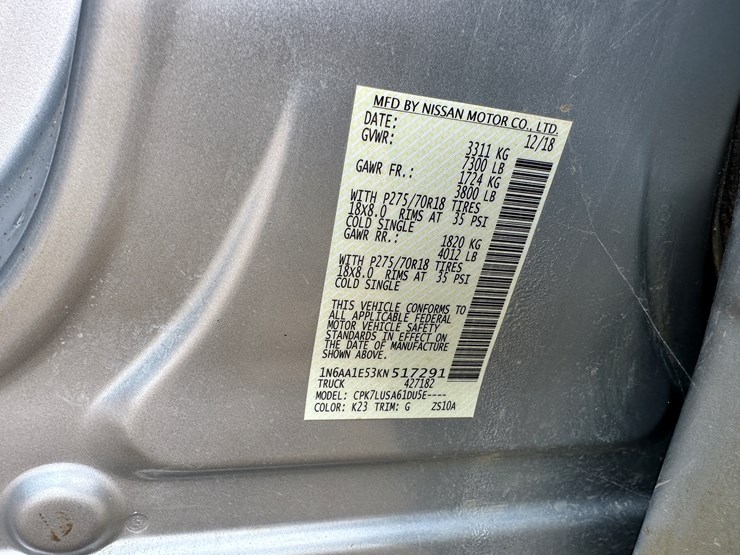 MFD BY NISSAN MOTOR CO., LTD.
DATE: 12/18
GVWR: 3311 KG
7300 LB
GAWR FR.: 1724 KG
3800 LB
WITH P275/70R18 TIRES
18X8.0 RIMS AT 35 PSI
COLD SINGLE
GAWR RR.: 1820 KG
4012 LB
WITH P275/70R18 TIRES
18X8.0 RIMS AT 35 PSI
COLD SINGLE
THIS VEHICLE CONFORMS TO
ALL APPLICABLE FEDERAL
MOTOR VEHICLE SAFETY
STANDARDS IN EFFECT ON
THE DATE OF MANUFACTURE
SHOWN ABOVE.
1N6AA1E53KN517291
TRUCK 427182
MODEL: CPK7LUSA61DU5E----
COLOR: K23 TRIM: G ZS10A